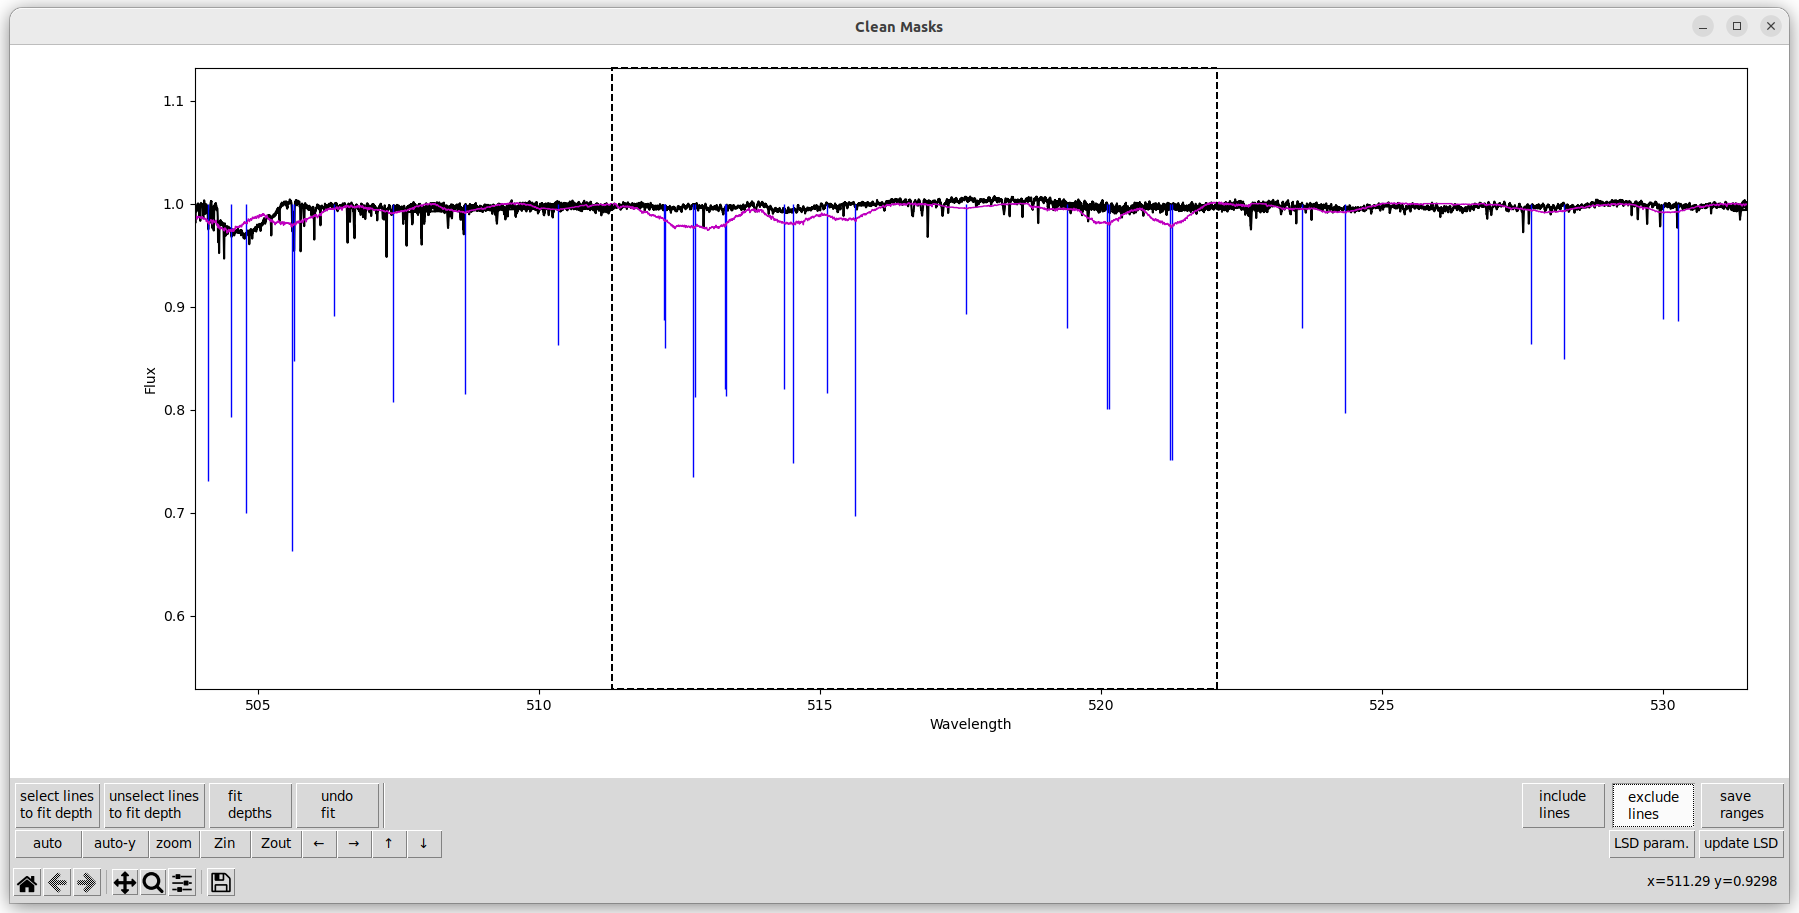 Clean Masks
1.1
1.0
0.9
0.8
0.7
0.6
Flux
505 510 515 520 525 530
Wavelength
select lines
to fit depth
unselect lines
to fit depth
fit
depths
undo
fit
include
lines
exclude
lines
save
ranges
auto auto-y zoom Zin Zout ← → ↑ ↓ LSD param. update LSD
x=511.29 y=0.9298